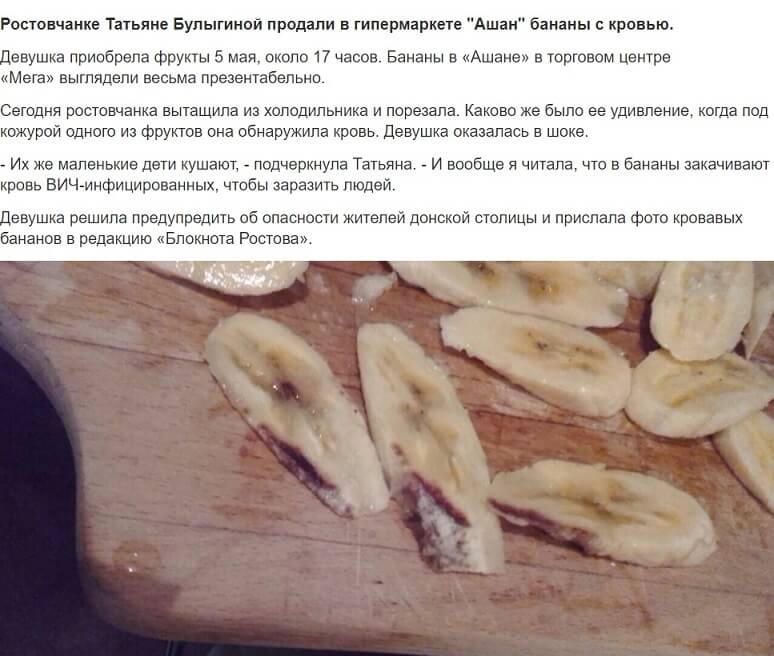 Ростовчанке Татьяне Булыгиной продали в гипермаркете "Ашан" бананы с кровью.
Девушка приобрела фрукты 5 мая, около 17 часов. Бананы в «Ашане» в торговом центре
«Мега» выглядели весьма презентабельно.
Сегодня ростовчанка вытащила из холодильника и порезала. Каково же было ее удивление, когда под
кожурой одного из фруктов она обнаружила кровь. Девушка оказалась в шоке.
- Их же маленькие дети кушают, - подчеркнула Татьяна. - И вообще я читала, что в бананы закачивают
кровь ВИЧ-инфицированных, чтобы заразить людей.
Девушка решила предупредить об опасности жителей донской столицы и прислала фото кровавых
бананов в редакцию «Блокнота Ростова».